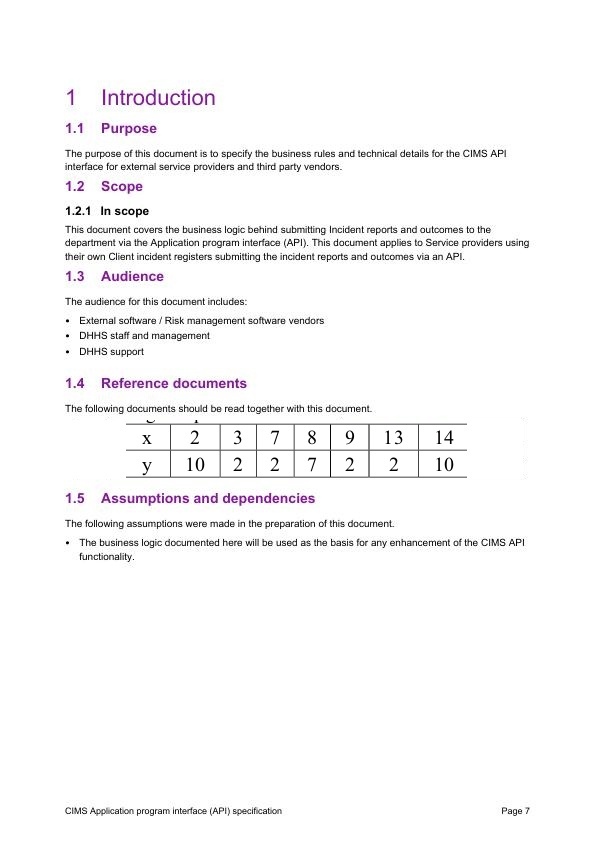 1 Introduction
1.1 Purpose
The purpose of this document is to specify the business rules and technical details for the CIMS API
interface for external service providers and third party vendors.
1.2 Scope
1.2.1 In scope
This document covers the business logic behind submitting Incident reports and outcomes to the
department via the Application program interface (API). This document applies to Service providers using
their own Client incident registers submitting the incident reports and outcomes via an API.
1.3 Audience
The audience for this document includes:
• External software / Risk management software vendors
• DHHS staff and management
• DHHS support
1.4 Reference documents
The following documents should be read together with this document.
x 2 3 7 8 9 13 14
y 10 2 2 7 2 2 10
1.5 Assumptions and dependencies
The following assumptions were made in the preparation of this document.
• The business logic documented here will be used as the basis for any enhancement of the CIMS API
functionality.
CIMS Application program interface (API) specification Page 7